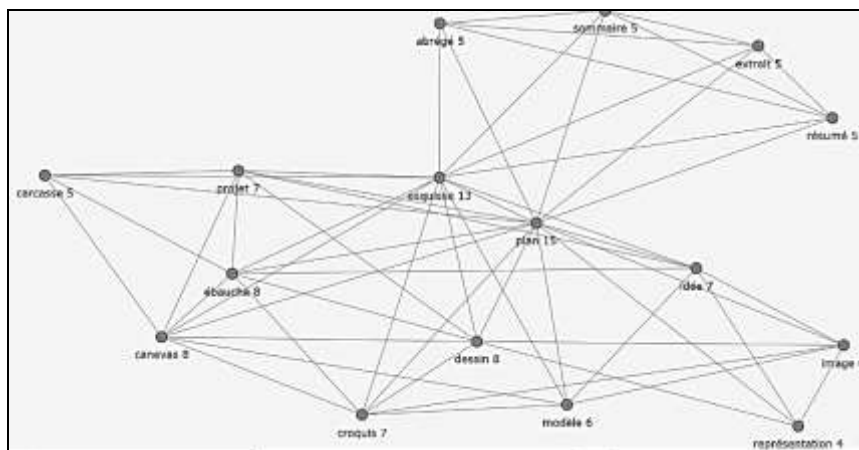 sommaire 5
abrégé 5
extrait 5
résumé 5
carcasse 5
projet 7
esquisse 13
plan 15
ébauche 8
idée 7
canevas 8
dessin 8
image
croquis 7
modèle 6
représentation 4